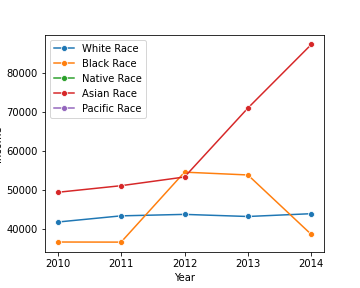 White Race
Black Race
Native Race
Asian Race
Pacific Race
80000
70000
60000
50000
40000
2010
2011
2012
2013
2014
Year